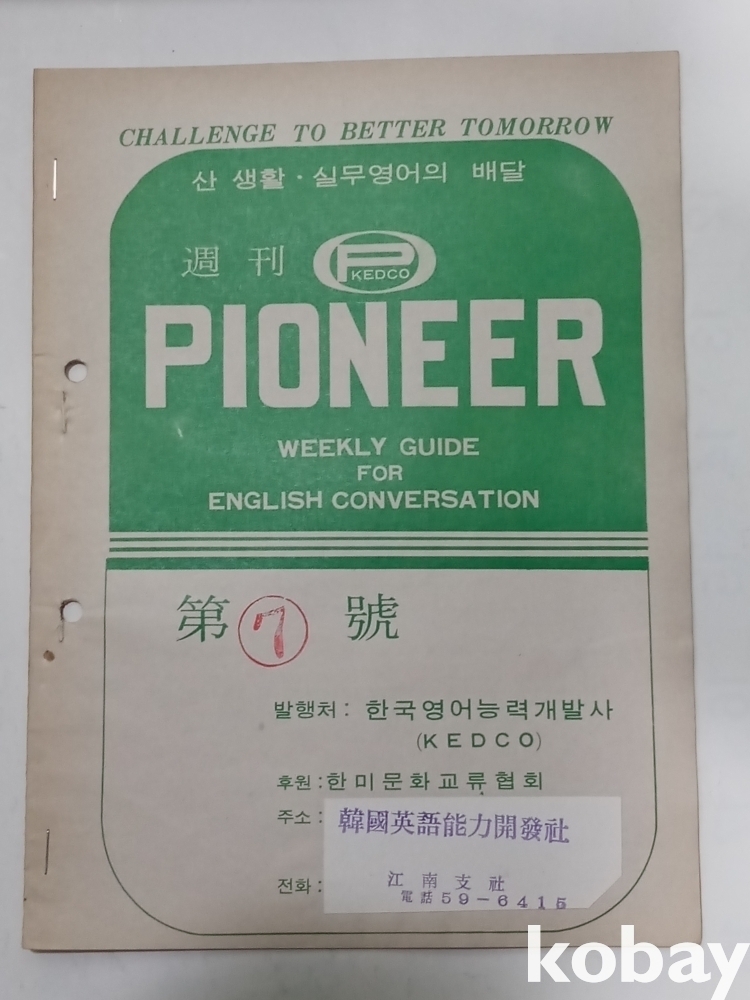 CHALLENGE TO BETTER TOMORROW
산 생활·실무영어의 배달
週刊 P KEDCO
PIONEER
WEEKLY GUIDE
FOR
ENGLISH CONVERSATION
第 7 號
발행처: 한국영어능력개발사
(KEDCO)
후원: 한미문화교류협회
주소: 韓國英語能力開發社
江南支社
전화: 電話 59-6415
kobay